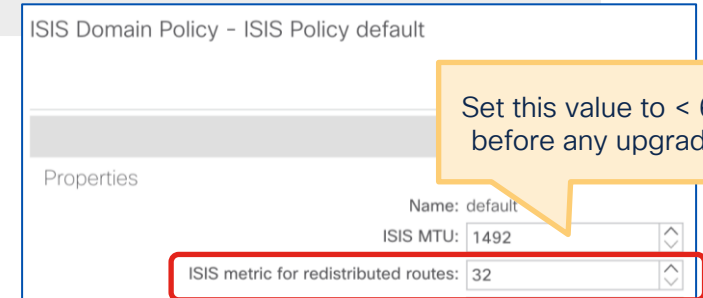 ISIS Domain Policy - ISIS Policy default
Set this value to <
before any
Properties
Name: default
ISIS MTU: 1492
ISIS metric for redistributed routes: 32